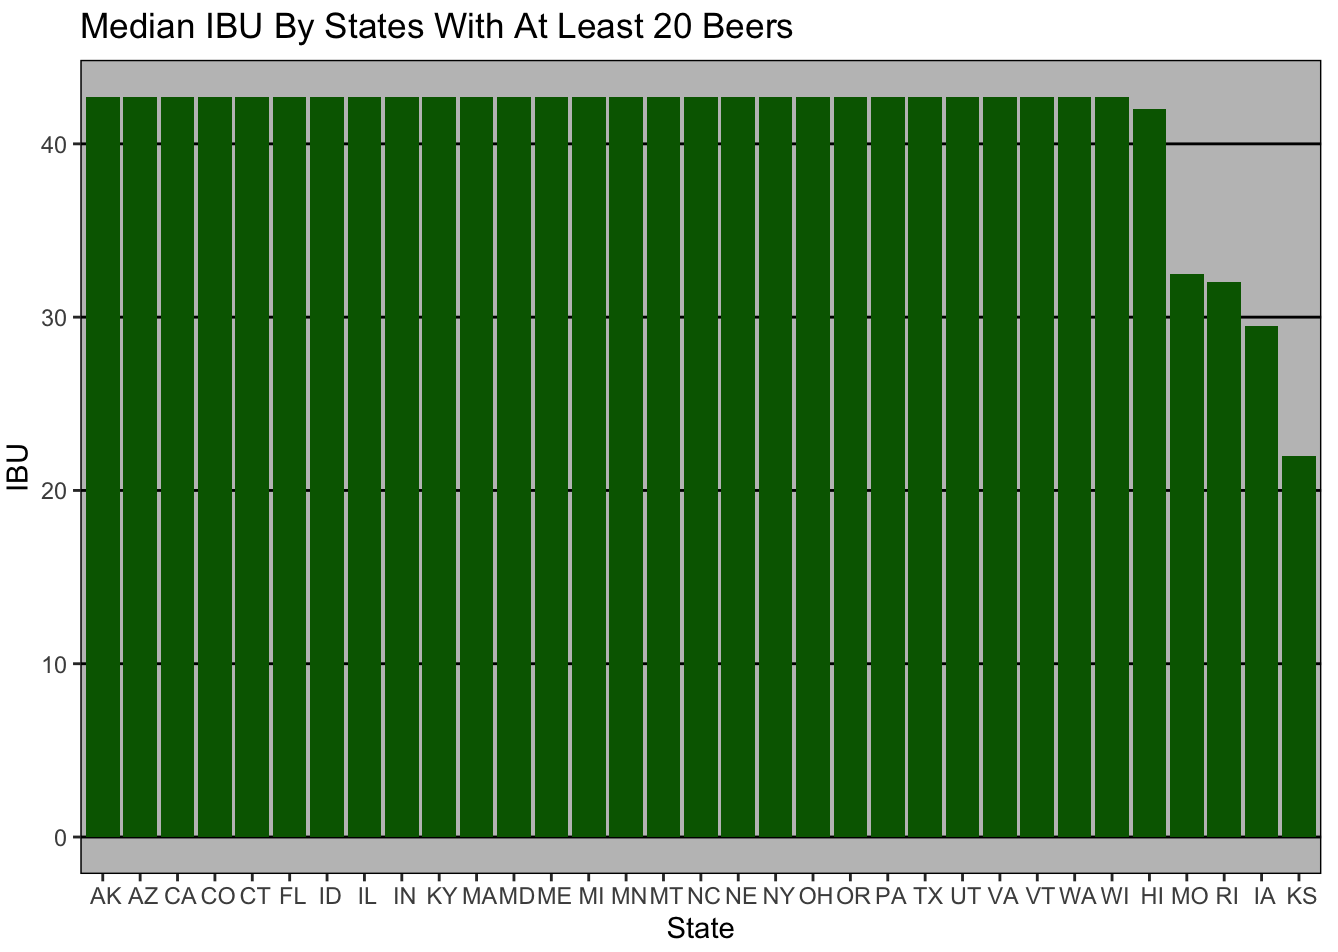 Median IBU By States With At Least 20 Beers
IBU
40
30
20
10
0
AK AZ CA CO CT FL ID IL IN KY MA MD ME MI MN MT NC NE NY OH OR PA TX UT VA VT WA WI HI MO RI IA KS
State